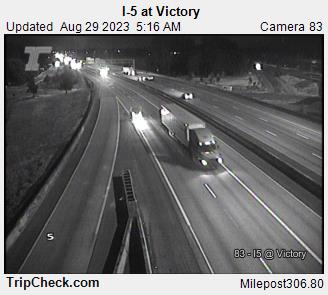 I-5 at Victory
Updated Aug 29 2023 5:16 AM Camera 83
S
83 - I5 @ Victory
TripCheck.com Milepost306.80